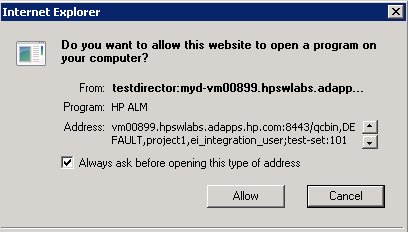 Internet Explorer
Do you want to allow this website to open a program on
your computer?
From: testdirector:myd-vm00899.hpswlabs.adapp...
Program: HP ALM
Address: vm00899.hpswlabs.adapps.hp.com:8443/qcbin,DE
FAULT,project1,ei_integration_user;test-set:101
Always ask before opening this type of address
Allow Cancel